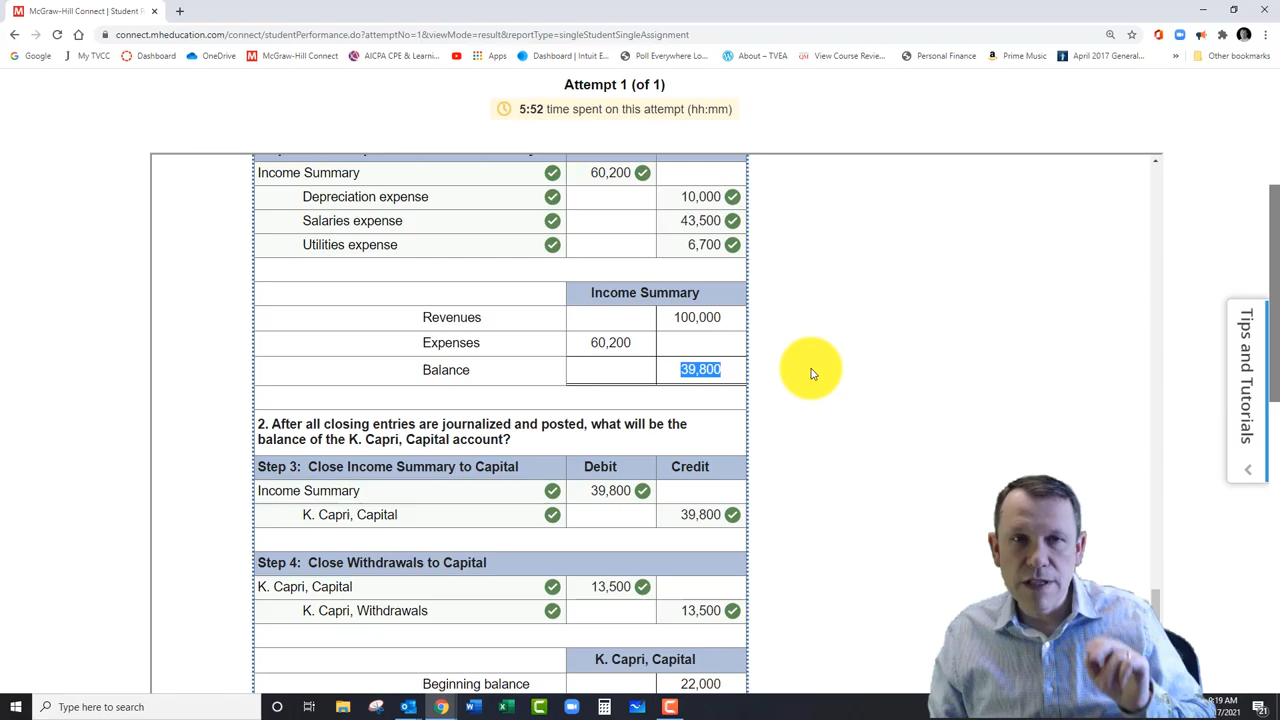 McGraw-Hill Connect | Student R
connect.mheducation.com/connect/studentPerformance.do?attemptNo=1&viewMode=result&reportType=singleStudentSingleAssignment
Google My TVCC Dashboard OneDrive McGraw-Hill Connect AICPA CPE & Learni... Apps Dashboard | Intuit E... Poll Everywhere Lo... About – TVEA View Course Revie... Personal Finance Prime Music April 2017 General... » Other bookmarks
Attempt 1 (of 1)
5:52 time spent on this attempt (hh:mm)
Income Summary 60,200
Depreciation expense 10,000
Salaries expense 43,500
Utilities expense 6,700
Income Summary
Revenues 100,000
Expenses 60,200
Balance 39,800
2. After all closing entries are journalized and posted, what will be the
balance of the K. Capri, Capital account?
Step 3: Close Income Summary to Capital Debit Credit
Income Summary 39,800
K. Capri, Capital 39,800
Step 4: Close Withdrawals to Capital
K. Capri, Capital 13,500
K. Capri, Withdrawals 13,500
K. Capri, Capital
Beginning balance 22,000
Tips and Tutorials
Type here to search
:19 AM
/2021